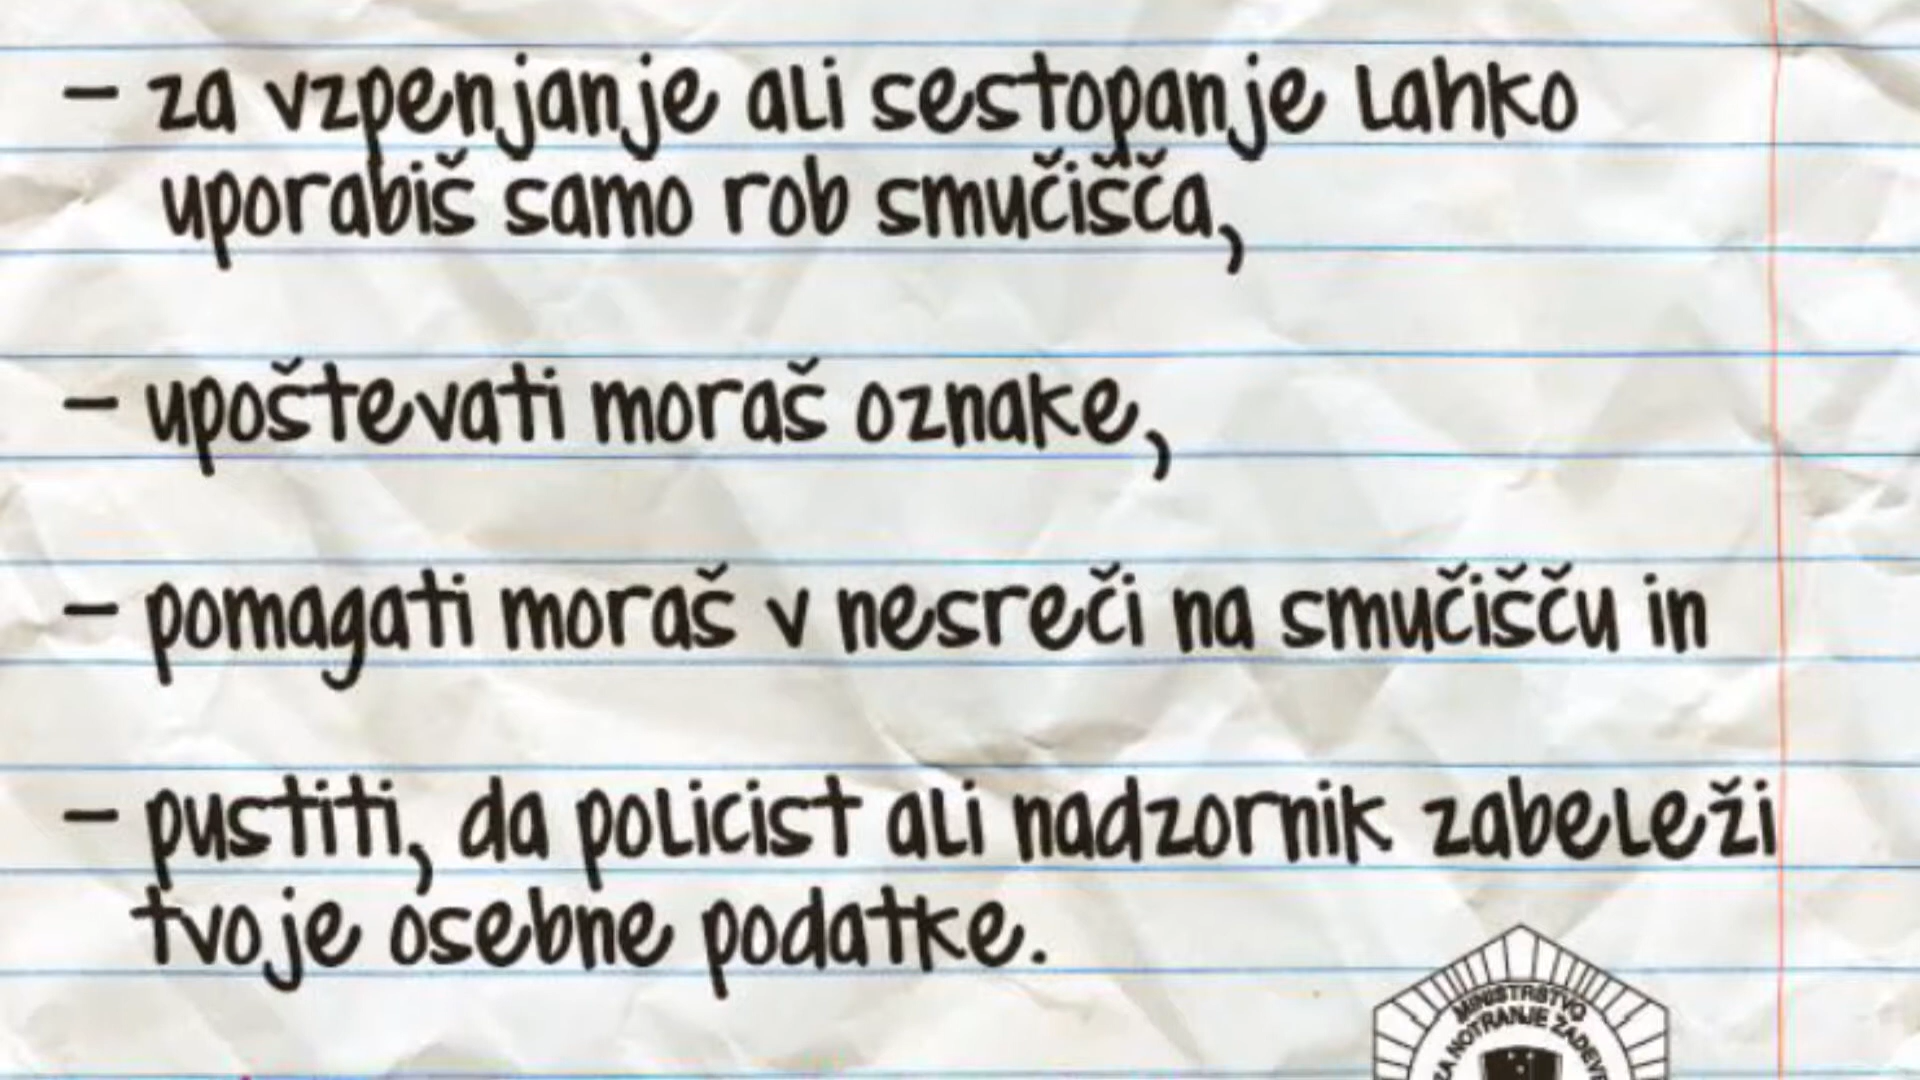 – za vzpenjanje ali sestopanje lahko
uporabiš samo rob smučišča,
– upoštevati moraš oznake,
– pomagati moraš v nesreči na smučišču in
– pustiti, da policist ali nadzornik zabeleži
tvoje osebne podatke.
MINISTRSTVO
ZA NOTRANJE ZADEVE